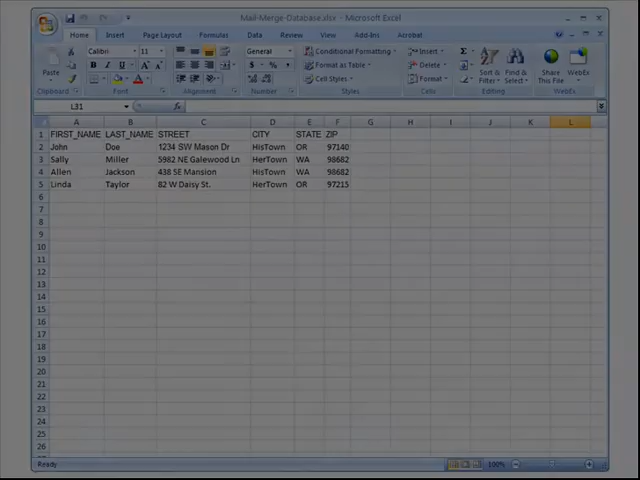 Mail-Merge-Database.xlsx - Microsoft Excel
Home Insert Page Layout Formulas Data Review View Add-Ins Acrobat
Paste
Clipboard
Calibri 11
B I U
Font
Alignment
General
$ % ,
Number
Conditional Formatting
Format as Table
Cell Styles
Styles
Insert
Delete
Format
Cells
Σ
Sort & Filter
Find & Select
Editing
Share This File
WebEx
WebEx
L31 fx
A B C D E F G H I J K L
1 FIRST_NAME LAST_NAME STREET CITY STATE ZIP
2 John Doe 1234 SW Mason Dr HisTown OR 97140
3 Sally Miller 5982 NE Galewood Ln HerTown WA 98682
4 Allen Jackson 438 SE Mansion HisTown WA 98682
5 Linda Taylor 82 W Daisy St. HerTown OR 97215
6
7
8
9
10
11
12
13
14
15
16
17
18
19
20
21
22
23
24
25
26
Ready 100%